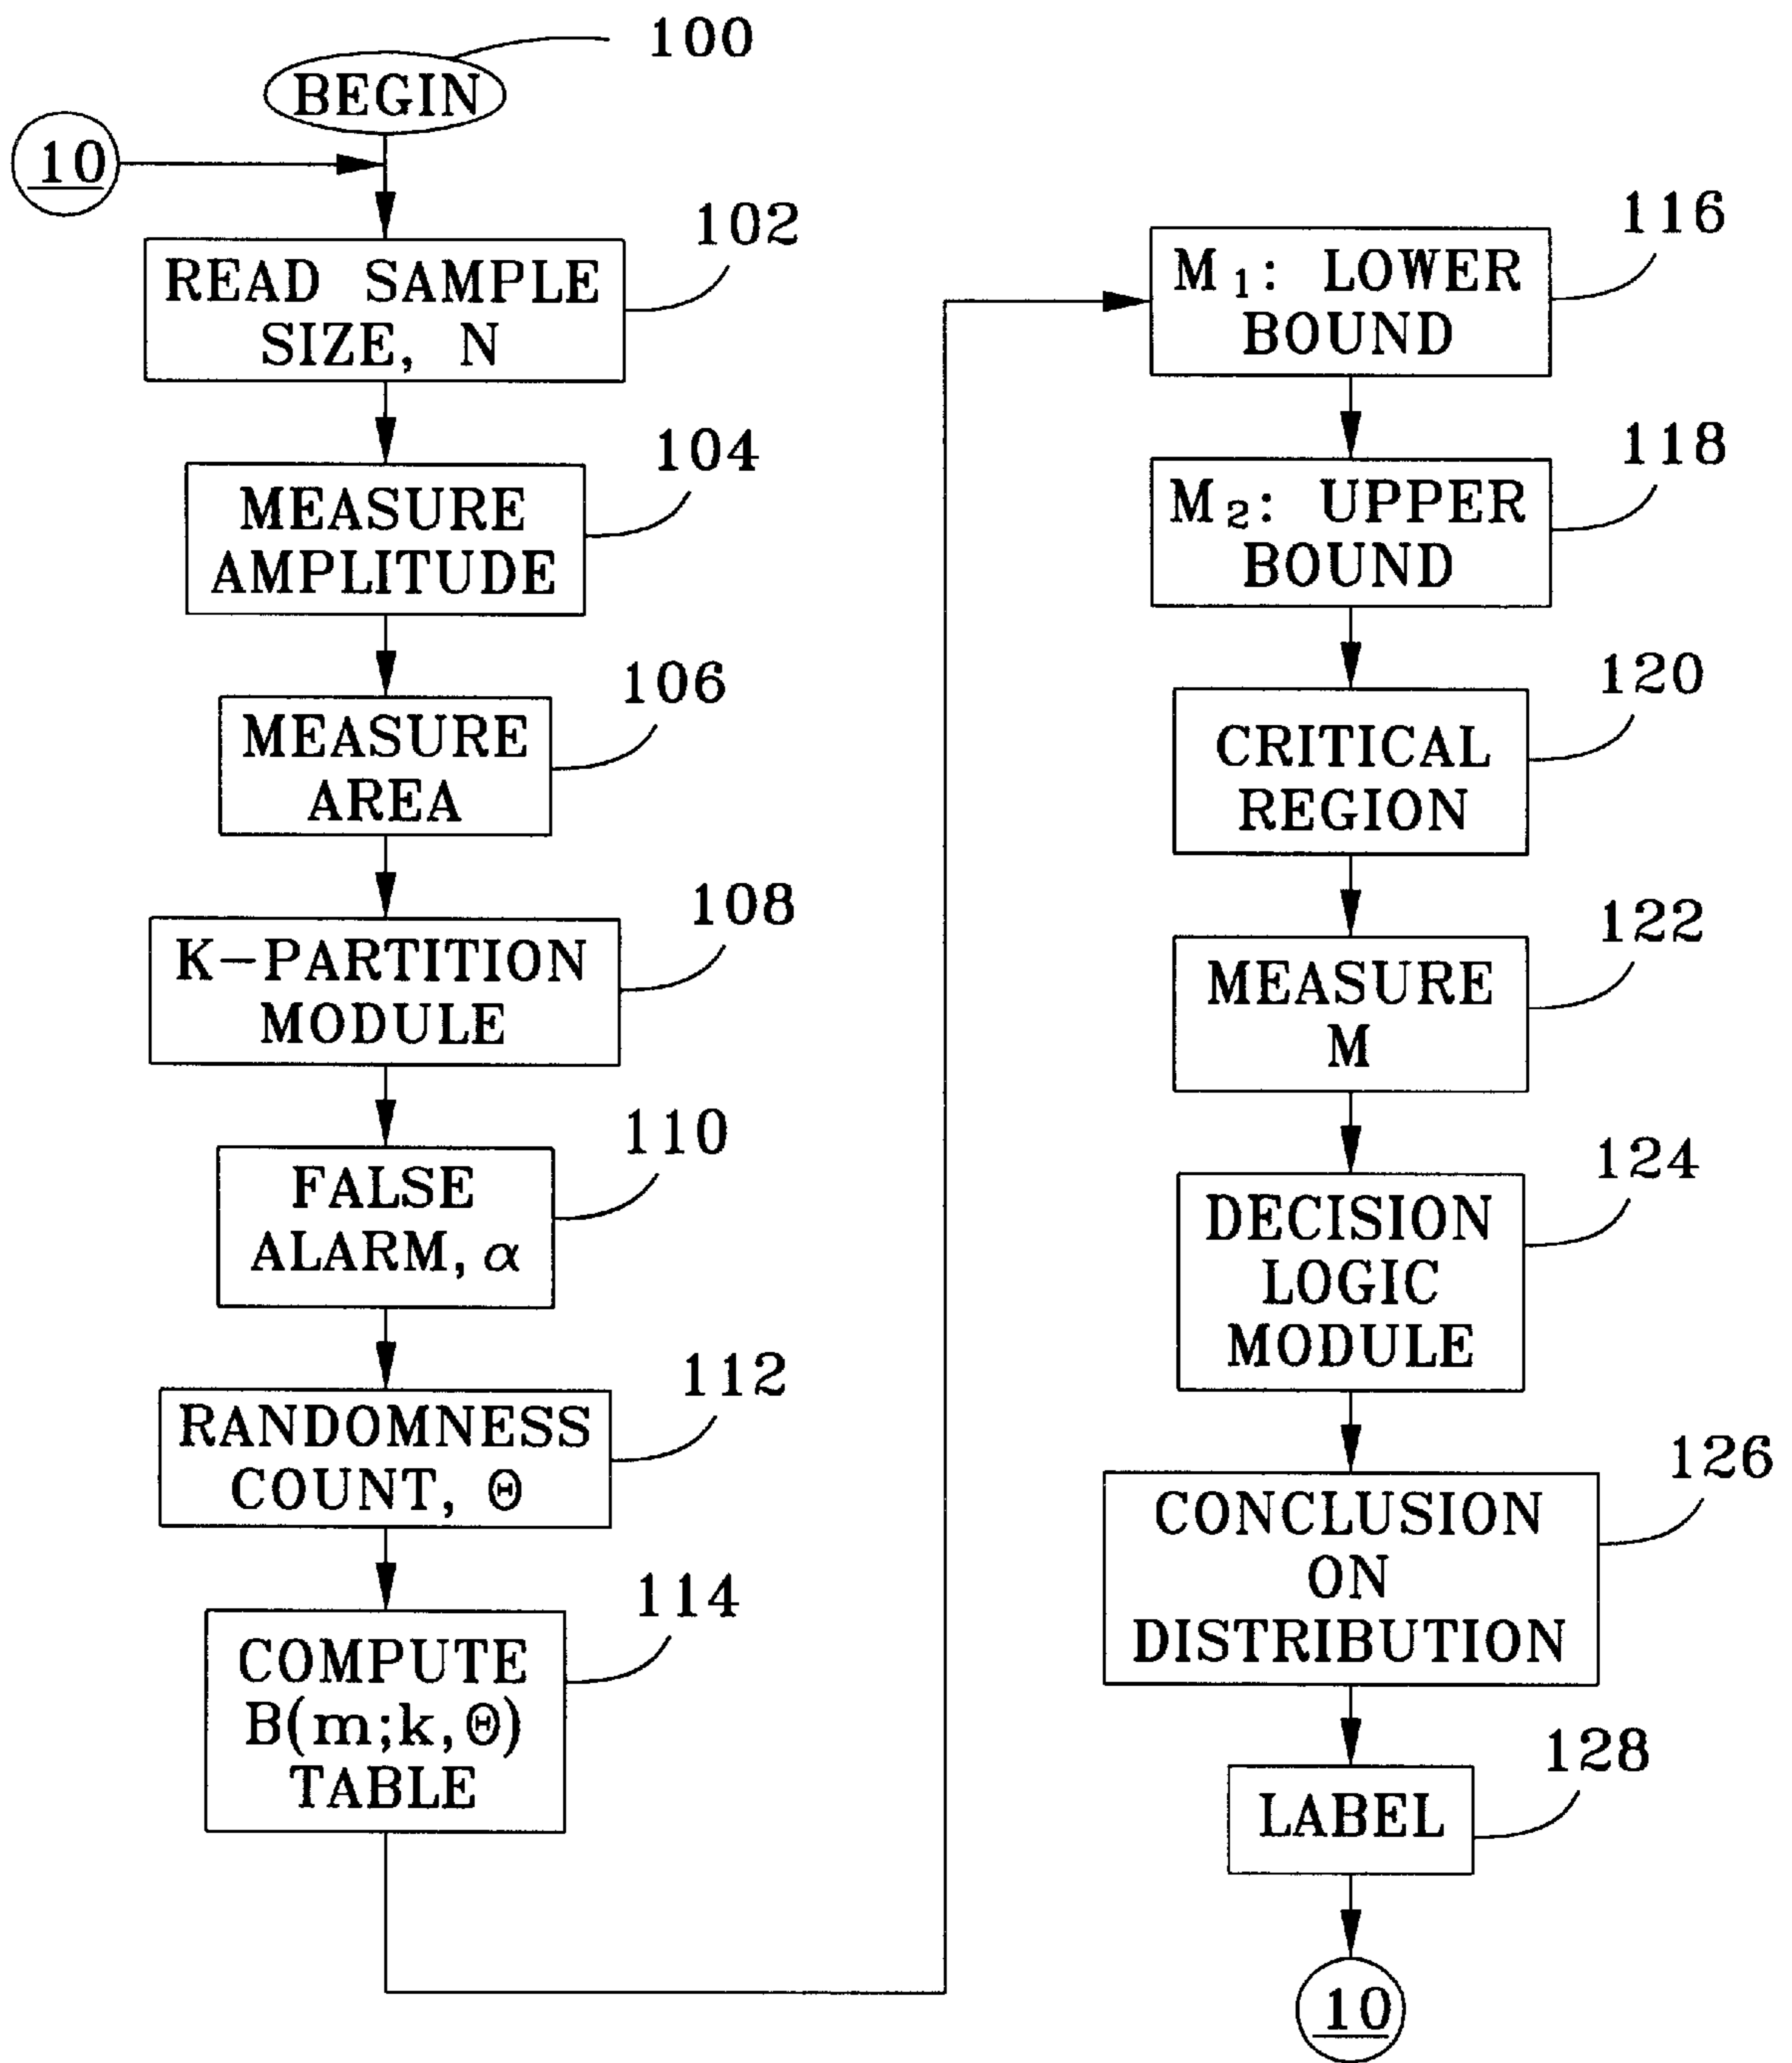 100
BEGIN
10
102
READ SAMPLE
SIZE, N
104
MEASURE
AMPLITUDE
106
MEASURE
AREA
108
K-PARTITION
MODULE
110
FALSE
ALARM, α
112
RANDOMNESS
COUNT, Θ
114
COMPUTE
B(m;k,Θ)
TABLE
116
M₁: LOWER
BOUND
118
M₂: UPPER
BOUND
120
CRITICAL
REGION
122
MEASURE
M
124
DECISION
LOGIC
MODULE
126
CONCLUSION
ON
DISTRIBUTION
128
LABEL
10